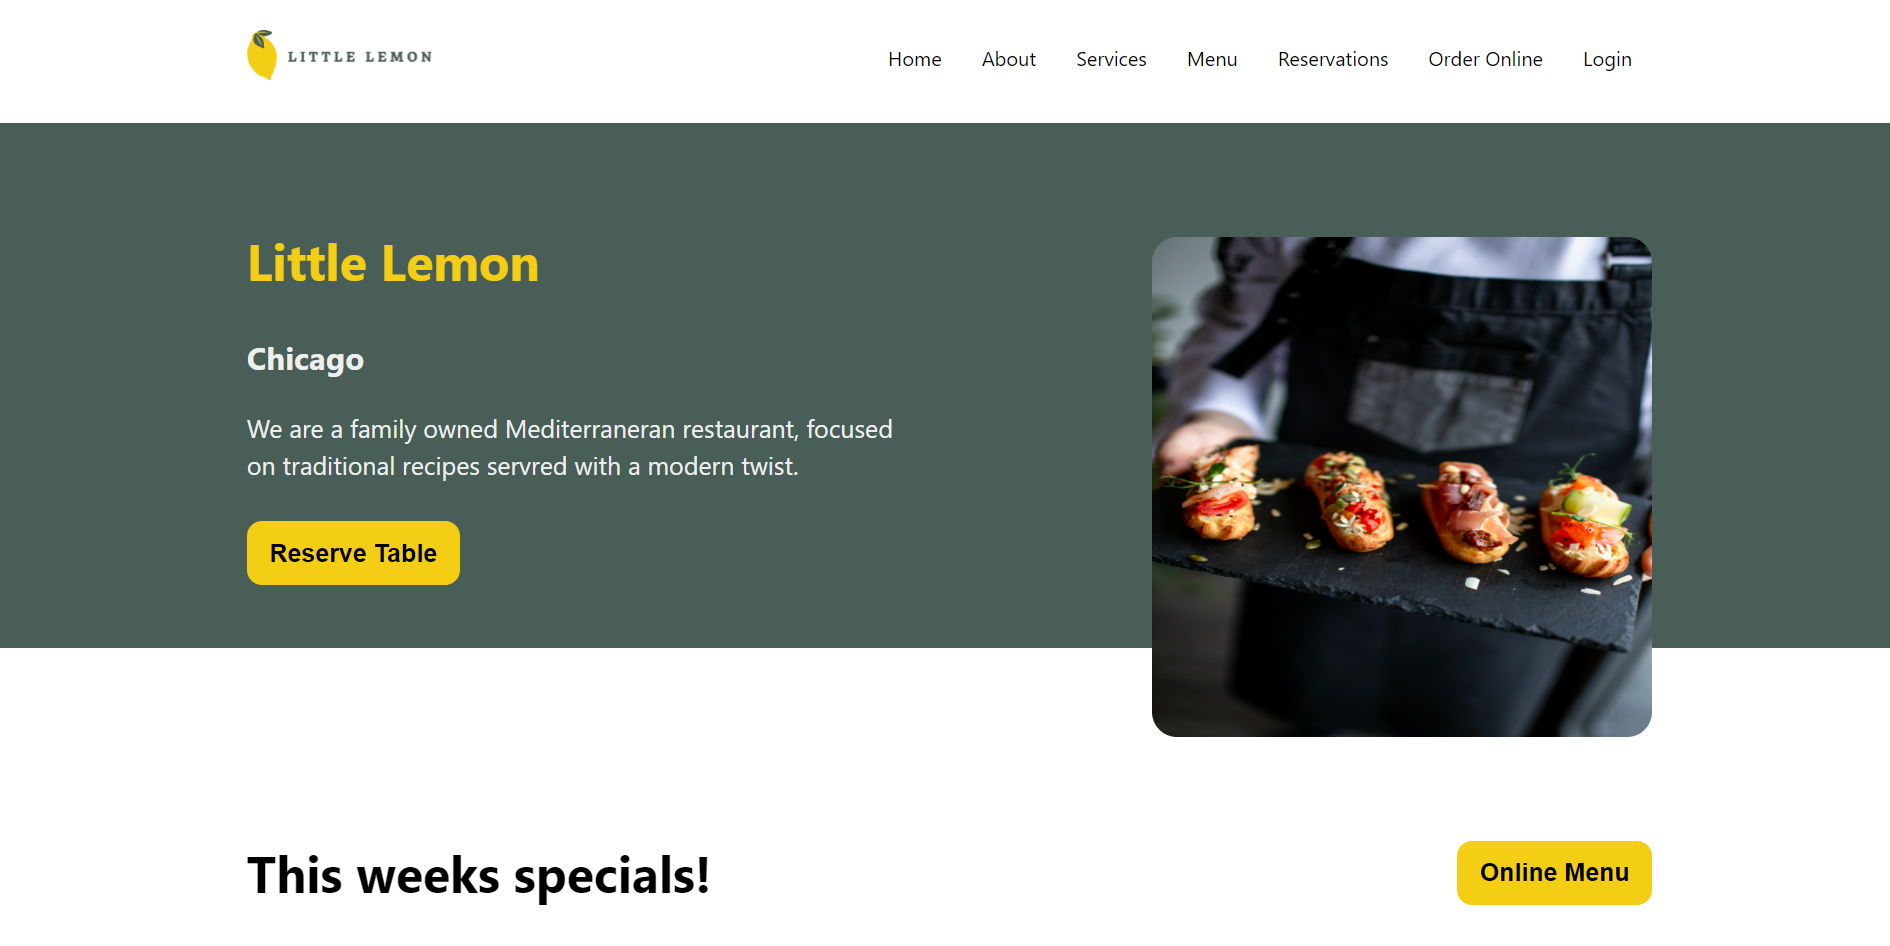 LITTLE LEMON
Home About Services Menu Reservations Order Online Login
Little Lemon
Chicago
We are a family owned Mediterraneran restaurant, focused
on traditional recipes servred with a modern twist.
Reserve Table
This weeks specials!
Online Menu